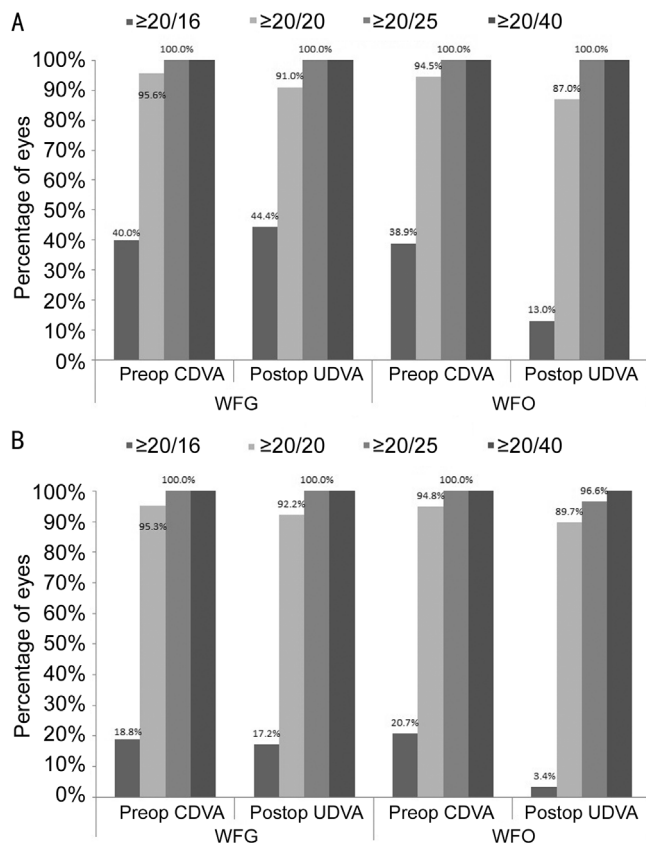 A
≥20/16 ≥20/20 ≥20/25 ≥20/40
100.0% 100.0% 100.0% 100.0%
100%
90%
80%
70%
60%
50%
40%
30%
20%
10%
0%
Percentage of eyes
40.0% 95.6% 44.4% 91.0% 38.9% 94.5% 13.0% 87.0%
Preop CDVA Postop UDVA Preop CDVA Postop UDVA
WFG WFO
B
≥20/16 ≥20/20 ≥20/25 ≥20/40
100.0% 100.0% 100.0%
100%
90%
80%
70%
60%
50%
40%
30%
20%
10%
0%
Percentage of eyes
18.8% 95.3% 17.2% 92.2% 20.7% 94.8% 3.4% 89.7% 96.6%
Preop CDVA Postop UDVA Preop CDVA Postop UDVA
WFG WFO